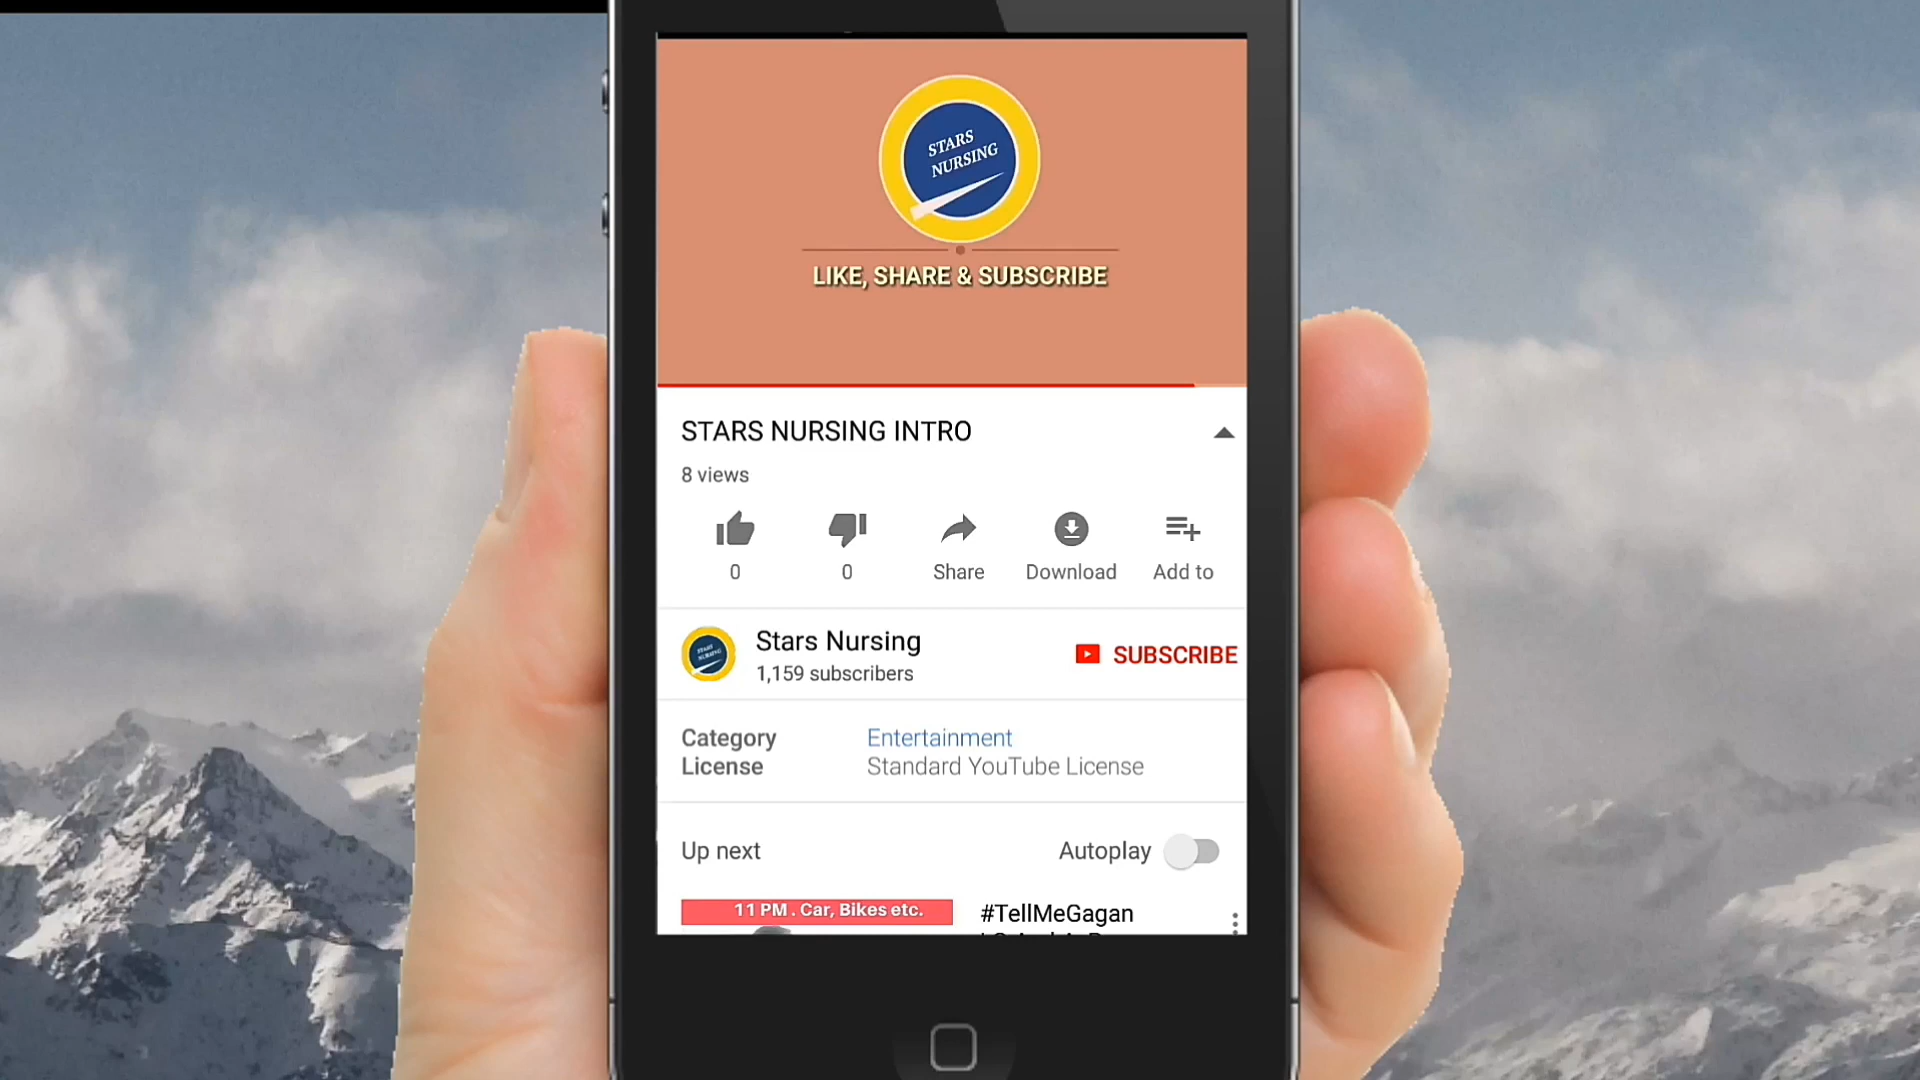 STARS
NURSING
LIKE, SHARE & SUBSCRIBE
STARS NURSING INTRO
8 views
0
0
Share
Download
Add to
Stars Nursing
1,159 subscribers
SUBSCRIBE
Category
Entertainment
License
Standard YouTube License
Up next
Autoplay
11 PM . Car, Bikes etc.
#TellMeGagan